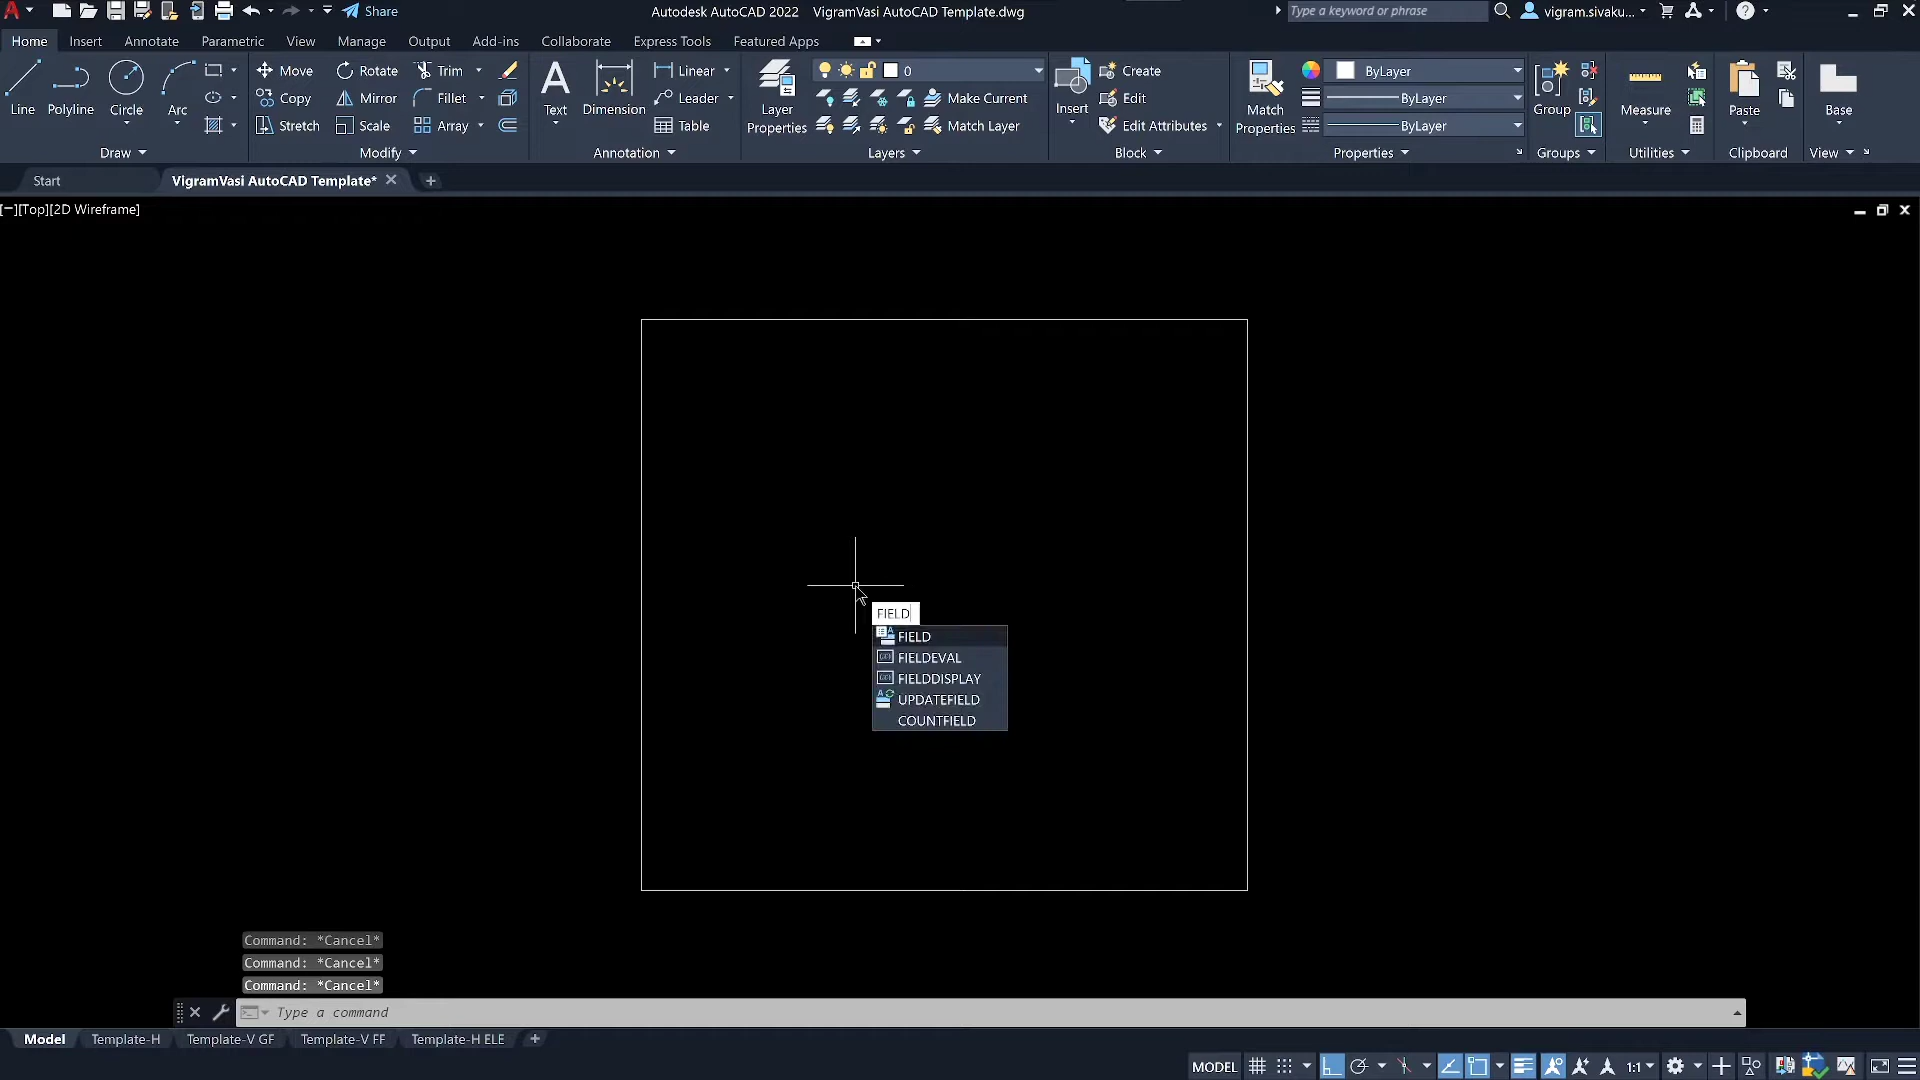 Share
Autodesk AutoCAD 2022 VigramVasi AutoCAD Template.dwg
Type a keyword or phrase
vigram.sivaku...
Home Insert Annotate Parametric View Manage Output Add-ins Collaborate Express Tools Featured Apps
Line Polyline Circle Arc
Draw
Move Rotate Trim
Copy Mirror Fillet
Stretch Scale Array
Modify
Text Dimension
Linear
Leader
Table
Annotation
Layer Properties
0
Make Current
Match Layer
Layers
Insert
Create
Edit
Edit Attributes
Block
Match Properties
ByLayer
ByLayer
ByLayer
Properties
Group
Groups
Measure
Utilities
Paste
Clipboard
Base
View
Start VigramVasi AutoCAD Template*
[−][Top][2D Wireframe]
FIELD
FIELD
FIELDEVAL
FIELDDISPLAY
UPDATEFIELD
COUNTFIELD
Command: *Cancel*
Command: *Cancel*
Command: *Cancel*
Type a command
Model Template-H Template-V GF Template-V FF Template-H ELE
MODEL 1:1